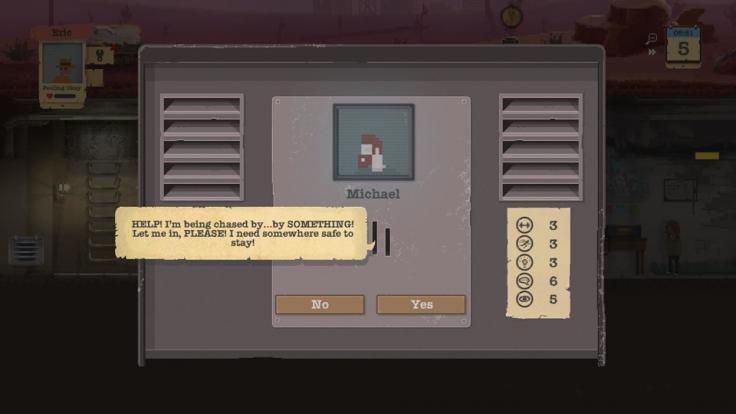 Eric
Feeling Okay
5
Michael
HELP! I'm being chased by...by SOMETHING!
Let me in, PLEASE! I need somewhere safe to
stay!
3
3
3
6
5
No
Yes